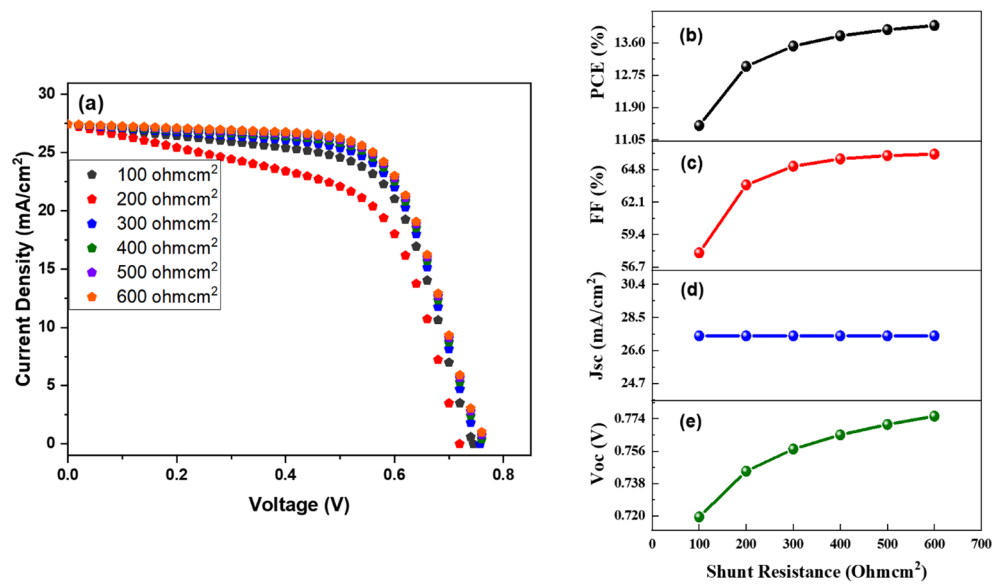 (a)
30
25
20
15
10
5
0
Current Density (mA/cm²)
100 ohmcm²
200 ohmcm²
300 ohmcm²
400 ohmcm²
500 ohmcm²
600 ohmcm²
0.0 0.2 0.4 0.6 0.8
Voltage (V)
(b)
13.60
12.75
11.90
11.05
PCE (%)
(c)
64.8
62.1
59.4
56.7
FF (%)
(d)
30.4
28.5
26.6
24.7
Jsc (mA/cm²)
(e)
0.774
0.756
0.738
0.720
Voc (V)
0 100 200 300 400 500 600 700
Shunt Resistance (Ohmcm²)